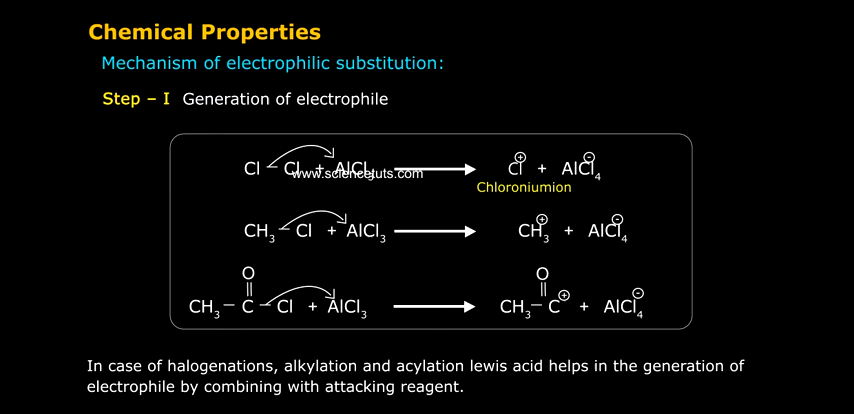 Chemical Properties
Mechanism of electrophilic substitution:
Step – I Generation of electrophile
Cl – Cl + AlCl₃ ⟶ Cl⊕ + AlCl₄⊖
www.sciencetuts.com
Chloroniumion
CH₃ – Cl + AlCl₃ ⟶ CH₃⊕ + AlCl₄⊖
O O
|| ||
CH₃ – C – Cl + AlCl₃ ⟶ CH₃ – C⊕ + AlCl₄⊖
In case of halogenations, alkylation and acylation lewis acid helps in the generation of
electrophile by combining with attacking reagent.